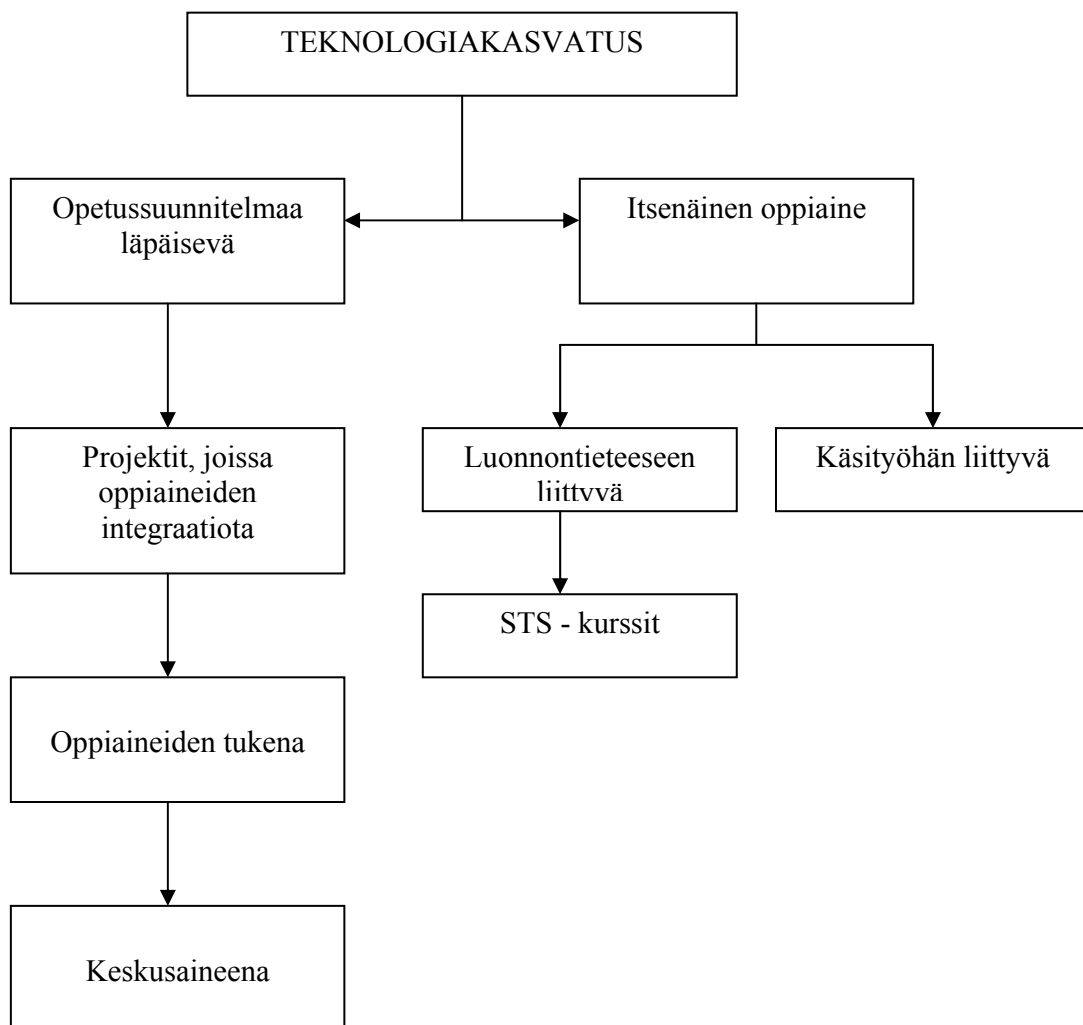 TEKNOLOGIAKASVATUS
Opetussuunnitelmaa
läpäisevä
Itsenäinen oppiaine
Projektit, joissa
oppiaineiden
integraatiota
Luonnontieteeseen
liittyvä
Käsityöhän liittyvä
STS - kurssit
Oppiaineiden tukena
Keskusaineena